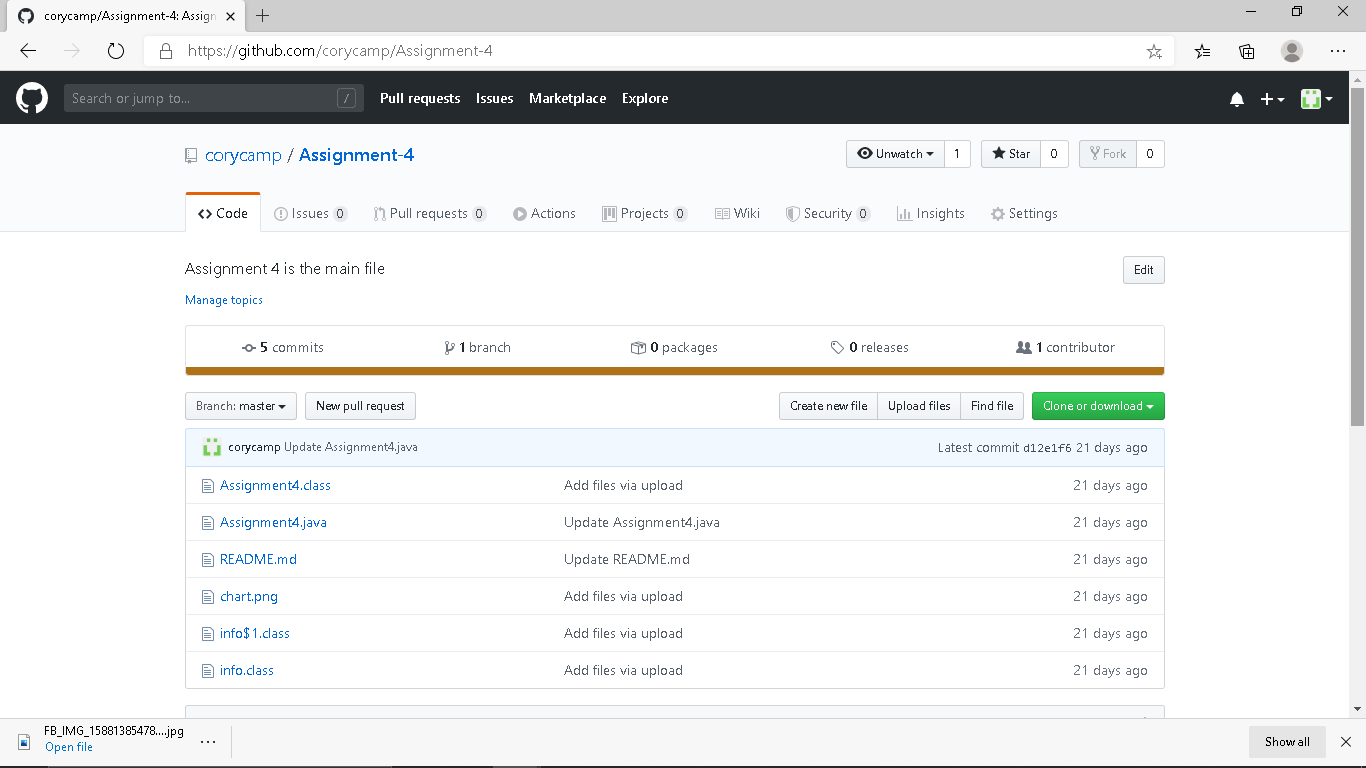 corycamp/Assignment-4: Assign
https://github.com/corycamp/Assignment-4
Search or jump to... / Pull requests Issues Marketplace Explore
corycamp / Assignment-4 Unwatch 1 Star 0 Fork 0
Code Issues 0 Pull requests 0 Actions Projects 0 Wiki Security 0 Insights Settings
Assignment 4 is the main file Edit
Manage topics
5 commits 1 branch 0 packages 0 releases 1 contributor
Branch: master New pull request Create new file Upload files Find file Clone or download
corycamp Update Assignment4.java Latest commit d12e1f6 21 days ago
Assignment4.class Add files via upload 21 days ago
Assignment4.java Update Assignment4.java 21 days ago
README.md Update README.md 21 days ago
chart.png Add files via upload 21 days ago
info$1.class Add files via upload 21 days ago
info.class Add files via upload 21 days ago
FB_IMG_15881385478....jpg
Open file
Show all